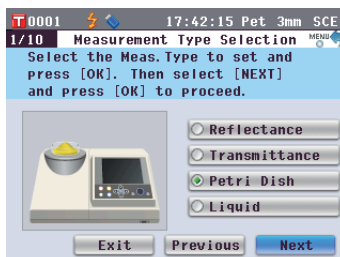 T0001 17:42:15 Pet 3mm SCE
1/10 Measurement Type Selection MENU
Select the Meas.Type to set and
press [OK]. Then select [NEXT]
and press [OK] to proceed.
Reflectance
Transmittance
Petri Dish
Liquid
Exit Previous Next